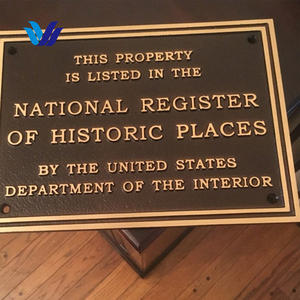 THIS PROPERTY
IS LISTED IN THE
NATIONAL REGISTER
OF HISTORIC PLACES
BY THE UNITED STATES
DEPARTMENT OF THE INTERIOR